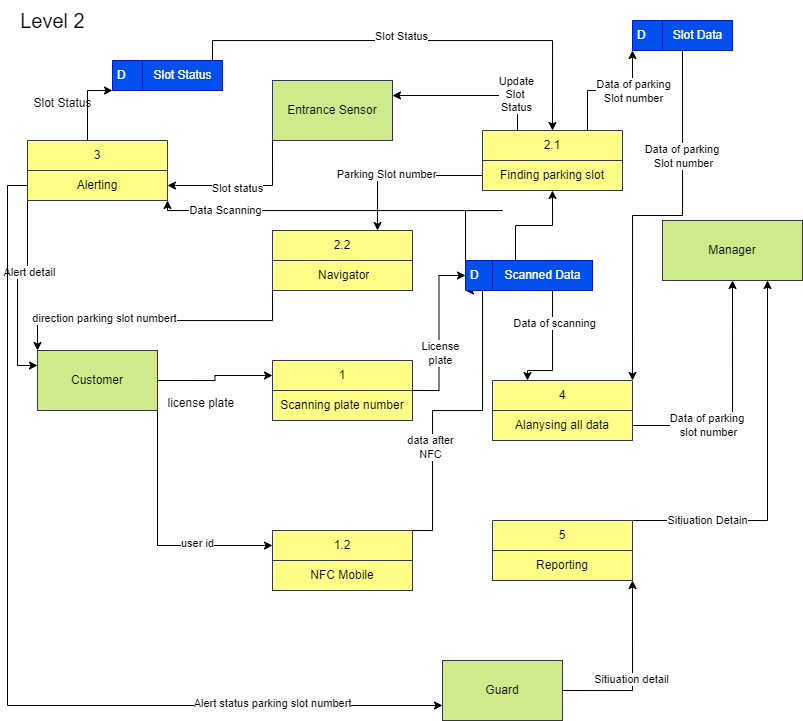 Level 2
Slot Status
D Slot Data
D Slot Status
Update
Slot
Status
Data of parking
Slot number
Slot Status
Entrance Sensor
2.1
Finding parking slot
3
Alerting
Data of parking
Slot number
Parking Slot number
Slot status
Data Scanning
2.2
Navigator
Manager
D Scanned Data
Alert detail
direction parking slot numbert
Data of scanning
License
plate
Customer
1
Scanning plate number
license plate
4
Alanysing all data
Data of parking
slot number
data after
NFC
Sitiuation Detain
user id
1.2
NFC Mobile
5
Reporting
Guard
Sitiuation detail
Alert status parking slot numbert